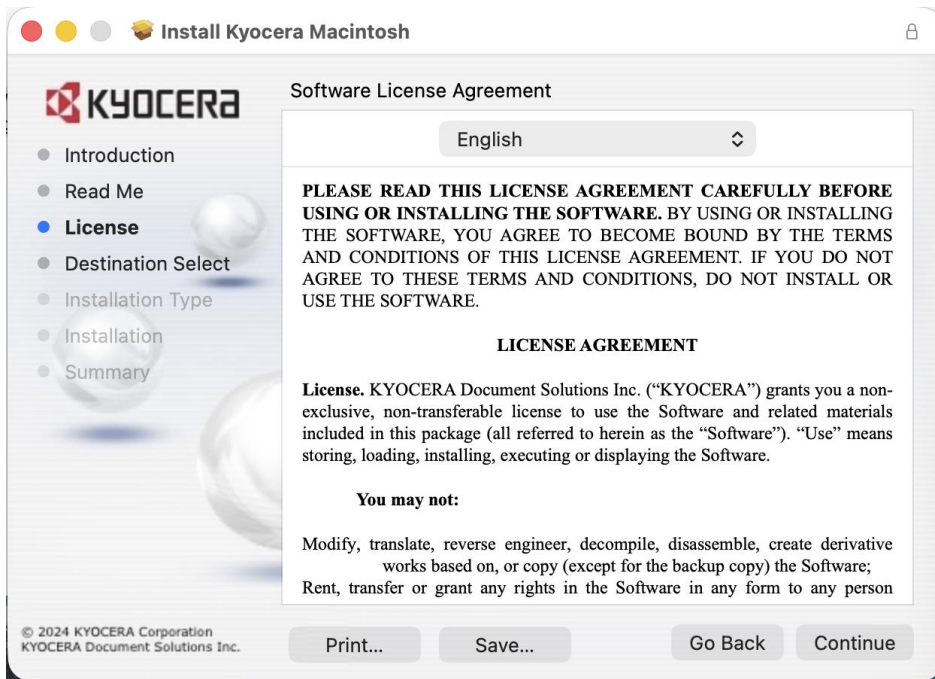 Install Kyocera Macintosh
KYOCERA
Introduction
Read Me
License
Destination Select
Installation Type
Installation
Summary
Software License Agreement
English
PLEASE READ THIS LICENSE AGREEMENT CAREFULLY BEFORE
USING OR INSTALLING THE SOFTWARE. BY USING OR INSTALLING
THE SOFTWARE, YOU AGREE TO BECOME BOUND BY THE TERMS
AND CONDITIONS OF THIS LICENSE AGREEMENT. IF YOU DO NOT
AGREE TO THESE TERMS AND CONDITIONS, DO NOT INSTALL OR
USE THE SOFTWARE.
LICENSE AGREEMENT
License. KYOCERA Document Solutions Inc. (“KYOCERA”) grants you a non-
exclusive, non-transferable license to use the Software and related materials
included in this package (all referred to herein as the “Software”). “Use” means
storing, loading, installing, executing or displaying the Software.
You may not:
Modify, translate, reverse engineer, decompile, disassemble, create derivative
works based on, or copy (except for the backup copy) the Software;
Rent, transfer or grant any rights in the Software in any form to any person
© 2024 KYOCERA Corporation
KYOCERA Document Solutions Inc.
Print...
Save...
Go Back
Continue